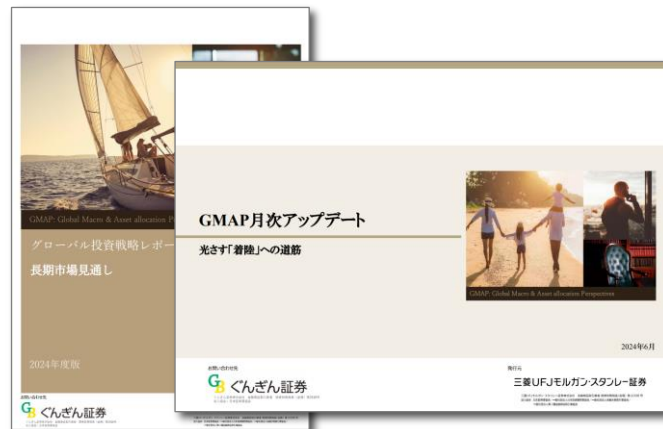 GMAP: Global Macro & Asset allocation Pe
グローバル投資戦略レポー
長期市場見通し
2024年度版
お問い合わせ先
GB ぐんぎん証券
GMAP月次アップデート
光さす「着陸」への道筋
GMAP: Global Macro & Asset allocation Perspectives
2024年6月
お問い合わせ先
GB ぐんぎん証券
発行元
三菱UFJモルガン・スタンレー証券